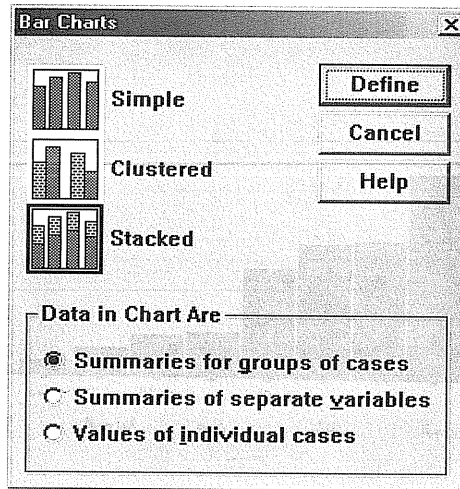 Bar Charts
Simple
Define
Cancel
Clustered
Help
Stacked
Data in Chart Are
Summaries for groups of cases
Summaries of separate variables
Values of individual cases